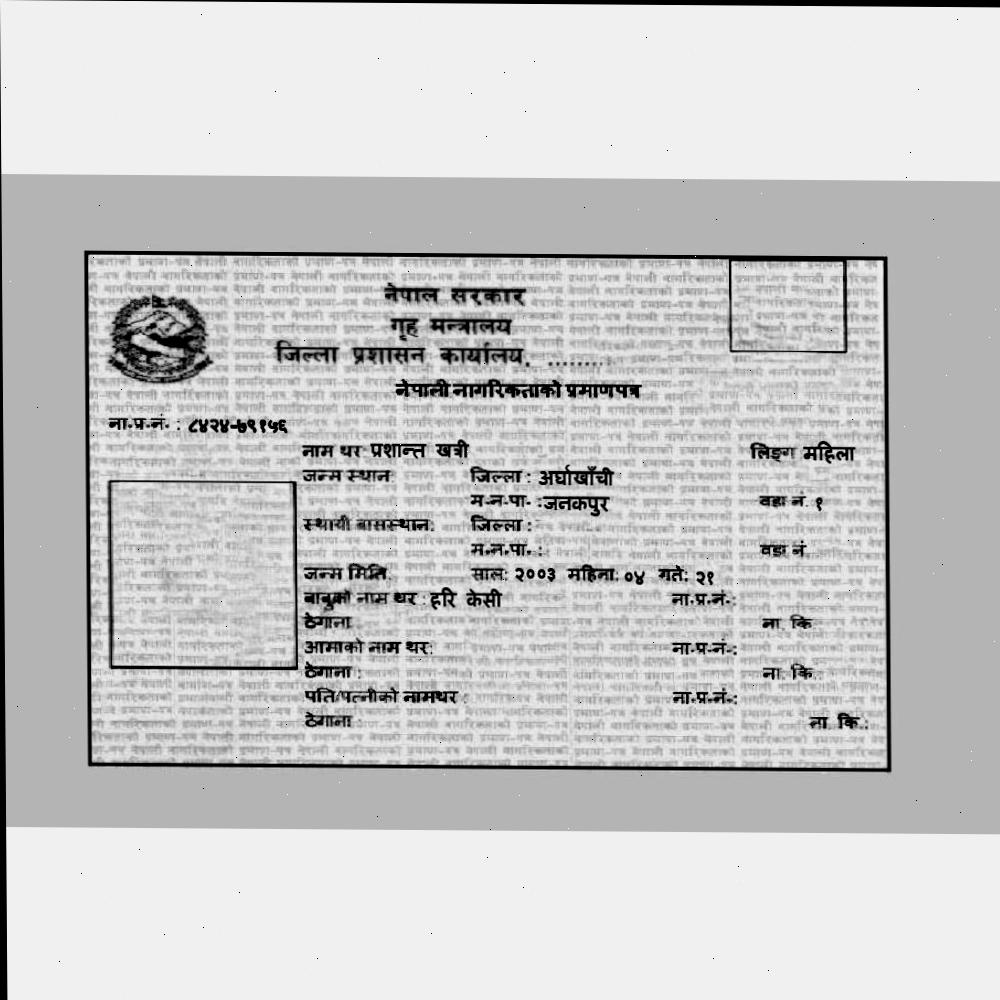 नेपाल सरकार
गृह मन्त्रालय
जिल्ला प्रशासन कार्यालय, ..........
नेपाली नागरिकताको प्रमाणपत्र
ना.प्र.नं. : ८४२४-७९१५६
नाम थर प्रशान्त खत्री लिङ्ग महिला
जन्म स्थान: जिल्ला : अर्घाखाँची
म.न.पा. :जतकपुर वडा नं. १
स्थायी बासस्थान: जिल्ला :
म.न.पा. : वडा नं.
जन्म मिति: साल: २००३ महिना: ०४ गते: २१
बाबुको नाम थर : हरि केसी ना.प्र.नं.:
ठेगाना : ना. कि.:
आमाको नाम थर: ना.प्र.नं.:
ठेगाना : ना. कि.:
पति/पत्नीको नामथर : ना.प्र.नं.:
ठेगाना : ना. कि.: